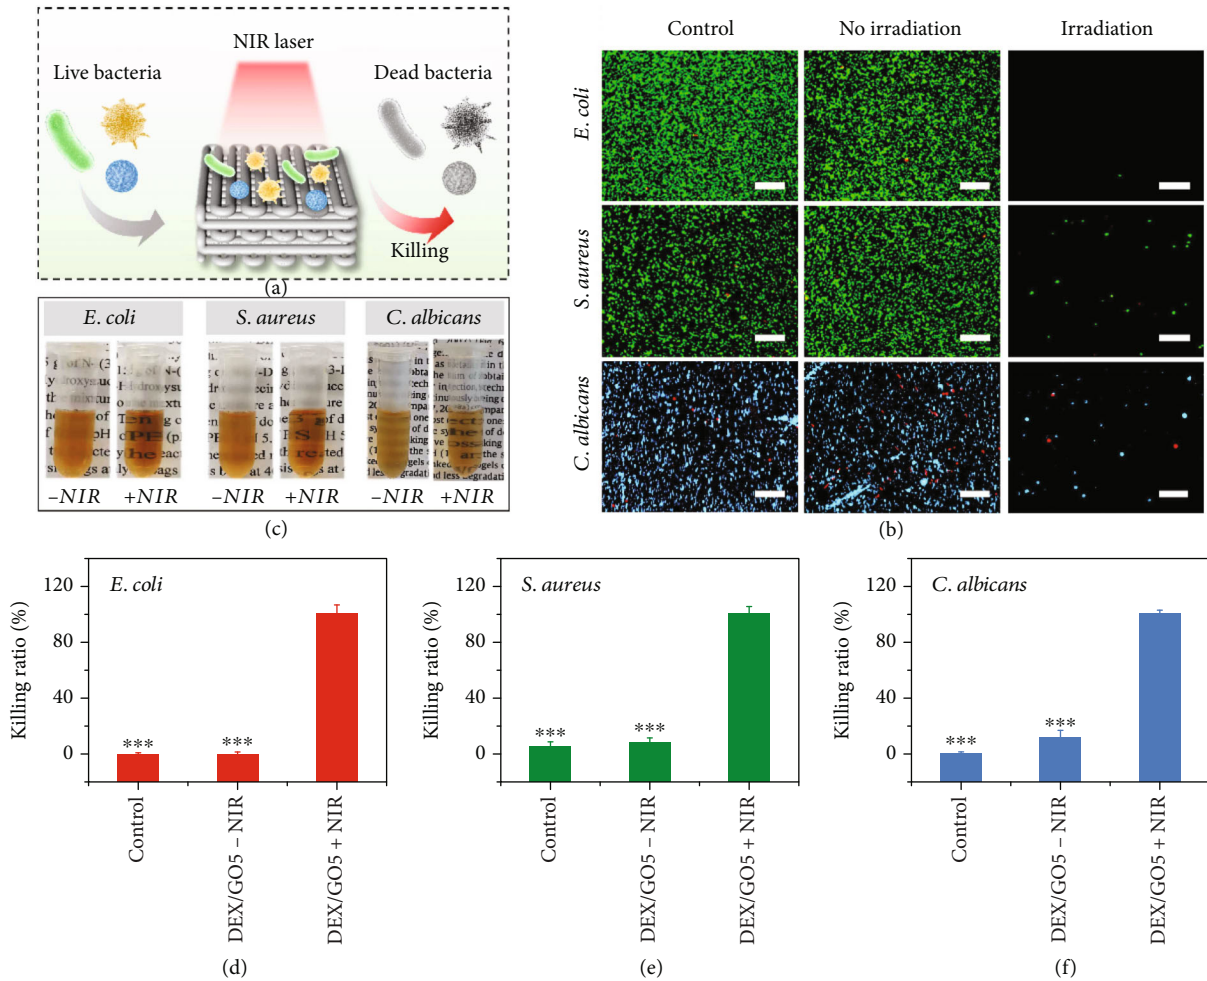 NIR laser
Live bacteria
Dead bacteria
Killing
(a)
Control No irradiation Irradiation
E. coli
S. aureus
C. albicans
(b)
E. coli S. aureus C. albicans
−NIR +NIR −NIR +NIR −NIR +NIR
(c)
E. coli
Killing ratio (%)
120
80
40
0
*** ***
Control
DEX/GO5 − NIR
DEX/GO5 + NIR
(d)
S. aureus
Killing ratio (%)
120
80
40
0
*** ***
Control
DEX/GO5 − NIR
DEX/GO5 + NIR
(e)
C. albicans
Killing ratio (%)
120
80
40
0
*** ***
Control
DEX/GO5 − NIR
DEX/GO5 + NIR
(f)